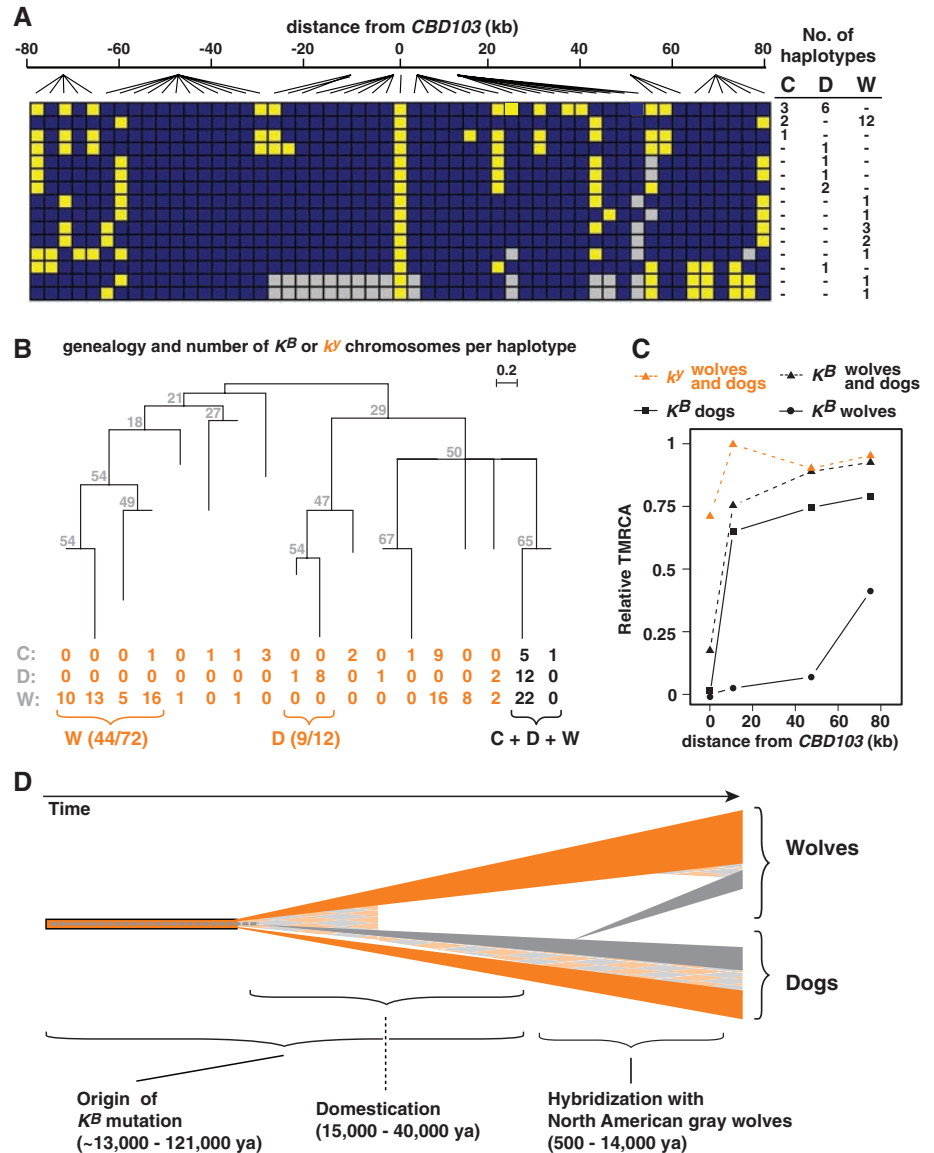 A
distance from CBD103 (kb)
-80 -60 -40 -20 0 20 40 60 80
No. of
haplotypes
C D W
3 6 -
2 - 12
1 - -
- 1 -
- 1 -
- 1 -
- 2 -
- - 1
- - 1
- - 3
- - 2
- - 1
- 1 -
- - 1
- - 1
B
genealogy and number of K^B or k^y chromosomes per haplotype
0.2
21
27
29
18
50
54
49
47
54
54
67
65
C: 0 0 0 1 0 1 1 3 0 0 2 0 1 9 0 0 5 1
D: 0 0 0 0 0 0 0 0 1 8 0 1 0 0 0 2 12 0
W: 10 13 5 16 1 0 1 0 0 0 0 0 0 16 8 2 22 0
W (44/72)
D (9/12)
C + D + W
C
k^y wolves and dogs
K^B wolves and dogs
K^B dogs
K^B wolves
Relative TMRCA
1
0.75
0.5
0.25
0
0 20 40 60 80
distance from CBD103 (kb)
D
Time
Wolves
Dogs
Origin of
K^B mutation
(~13,000 - 121,000 ya)
Domestication
(15,000 - 40,000 ya)
Hybridization with
North American gray wolves
(500 - 14,000 ya)